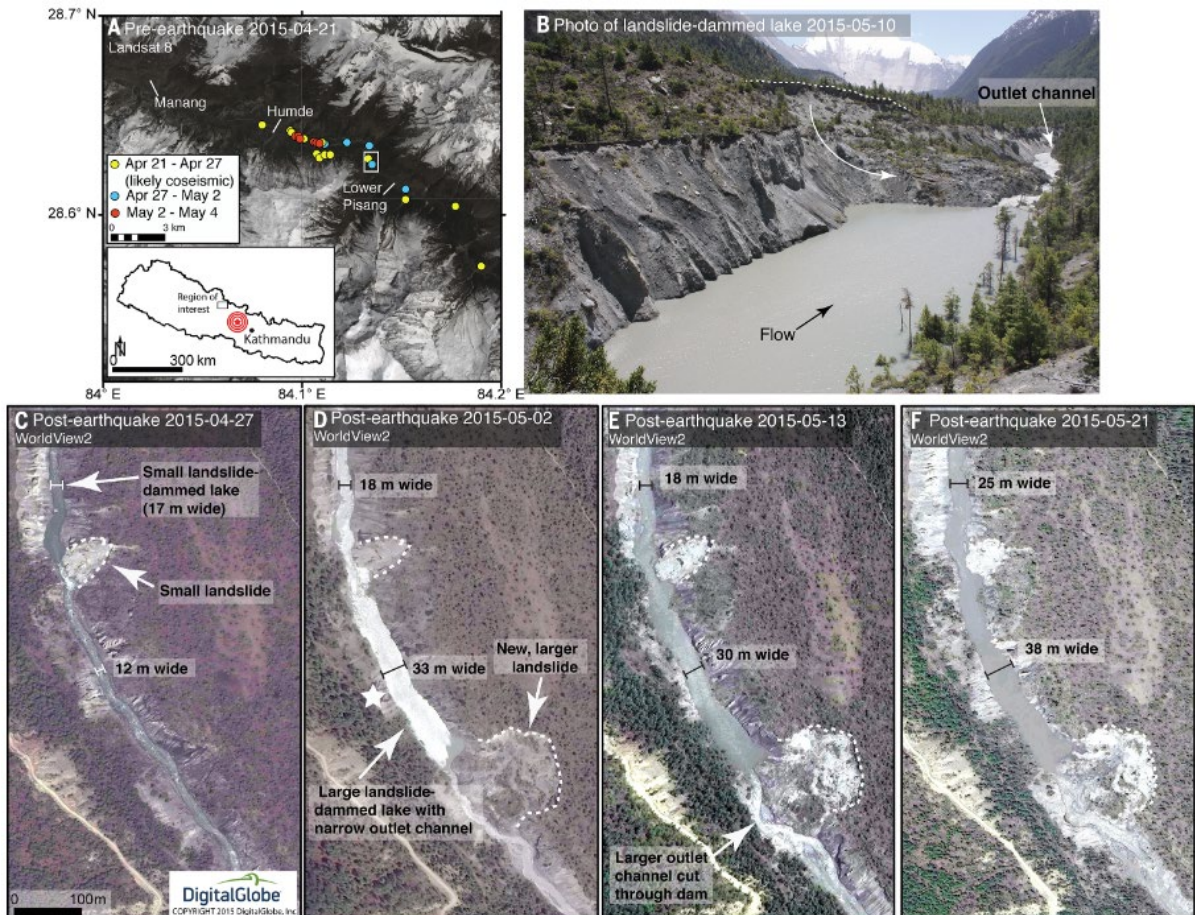 28.7° N
A Pre-earthquake 2015-04-21
Landsat 8
Manang
Humde
Apr 21 - Apr 27
(likely coseismic)
Apr 27 - May 2
May 2 - May 4
0 3 km
Lower
Pisang
28.6° N
Region of
interest
Kathmandu
N
0 300 km
84° E
84.1° E
84.2° E
B Photo of landslide-dammed lake 2015-05-10
Outlet channel
Flow
C Post-earthquake 2015-04-27
WorldView2
Small landslide-
dammed lake
(17 m wide)
Small landslide
12 m wide
0 100m
DigitalGlobe
COPYRIGHT 2015 DigitalGlobe, Inc.
D Post-earthquake 2015-05-02
WorldView2
18 m wide
New, larger
landslide
33 m wide
Large landslide-
dammed lake with
narrow outlet channel
E Post-earthquake 2015-05-13
WorldView2
18 m wide
30 m wide
Larger outlet
channel cut
through dam
F Post-earthquake 2015-05-21
WorldView2
25 m wide
38 m wide